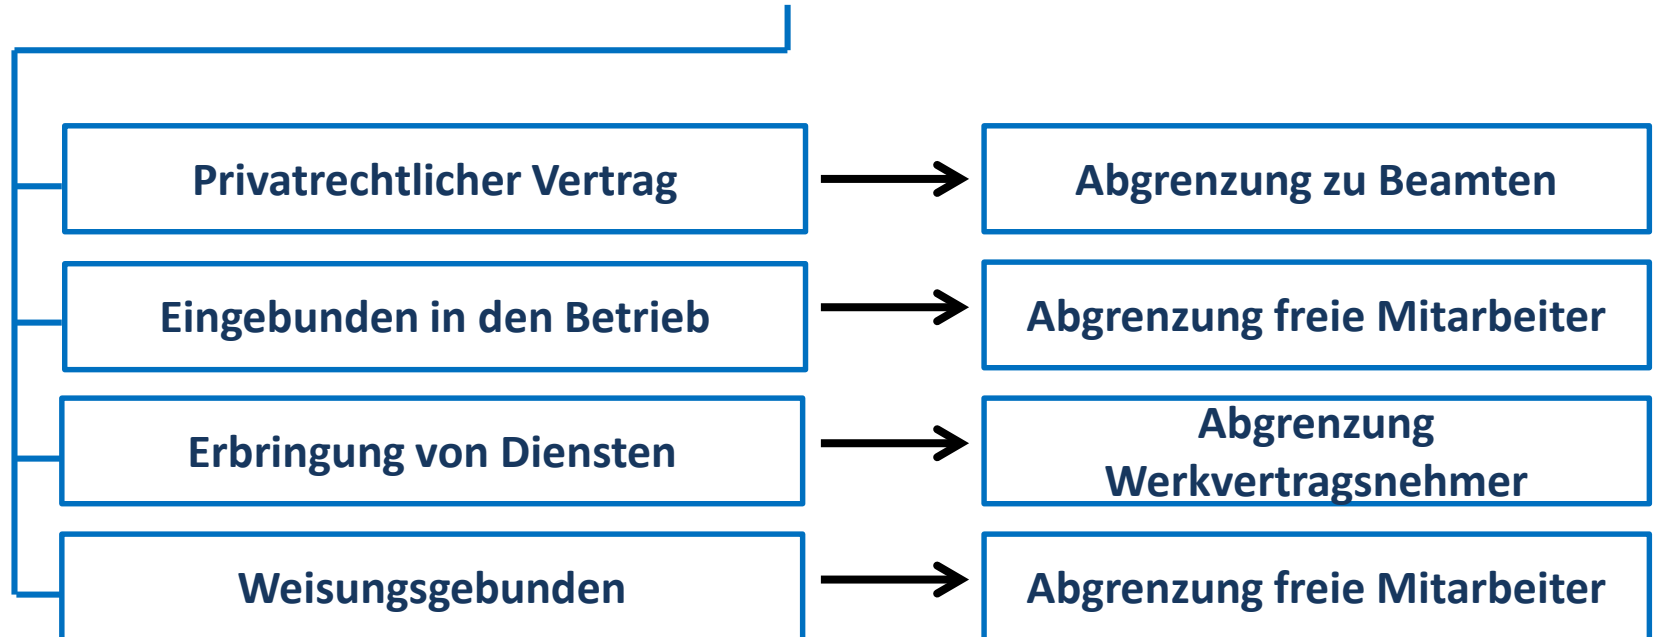 Privatrechtlicher Vertrag
Abgrenzung zu Beamten
Eingebunden in den Betrieb
Abgrenzung freie Mitarbeiter
Erbringung von Diensten
Abgrenzung
Werkvertragsnehmer
Weisungsgebunden
Abgrenzung freie Mitarbeiter